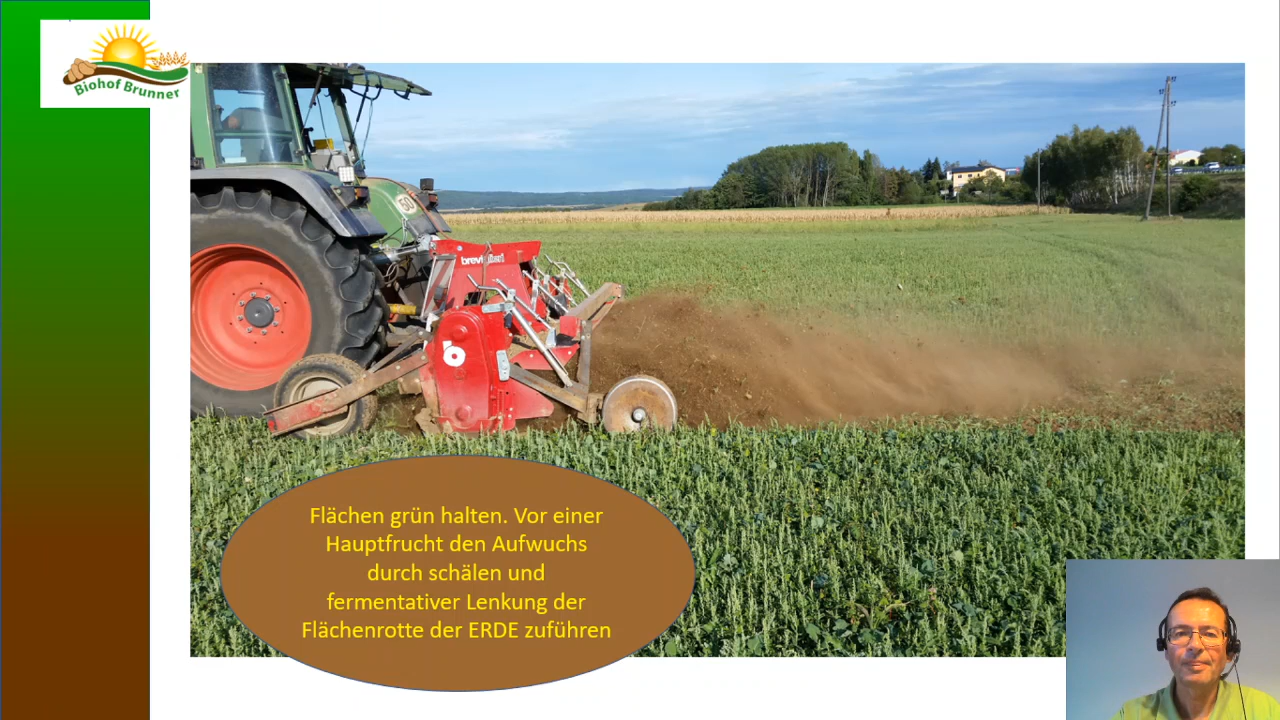 Biohof Brunner
50
breviglieri
b
Flächen grün halten. Vor einer
Hauptfrucht den Aufwuchs
durch schälen und
fermentativer Lenkung der
Flächenrotte der ERDE zuführen